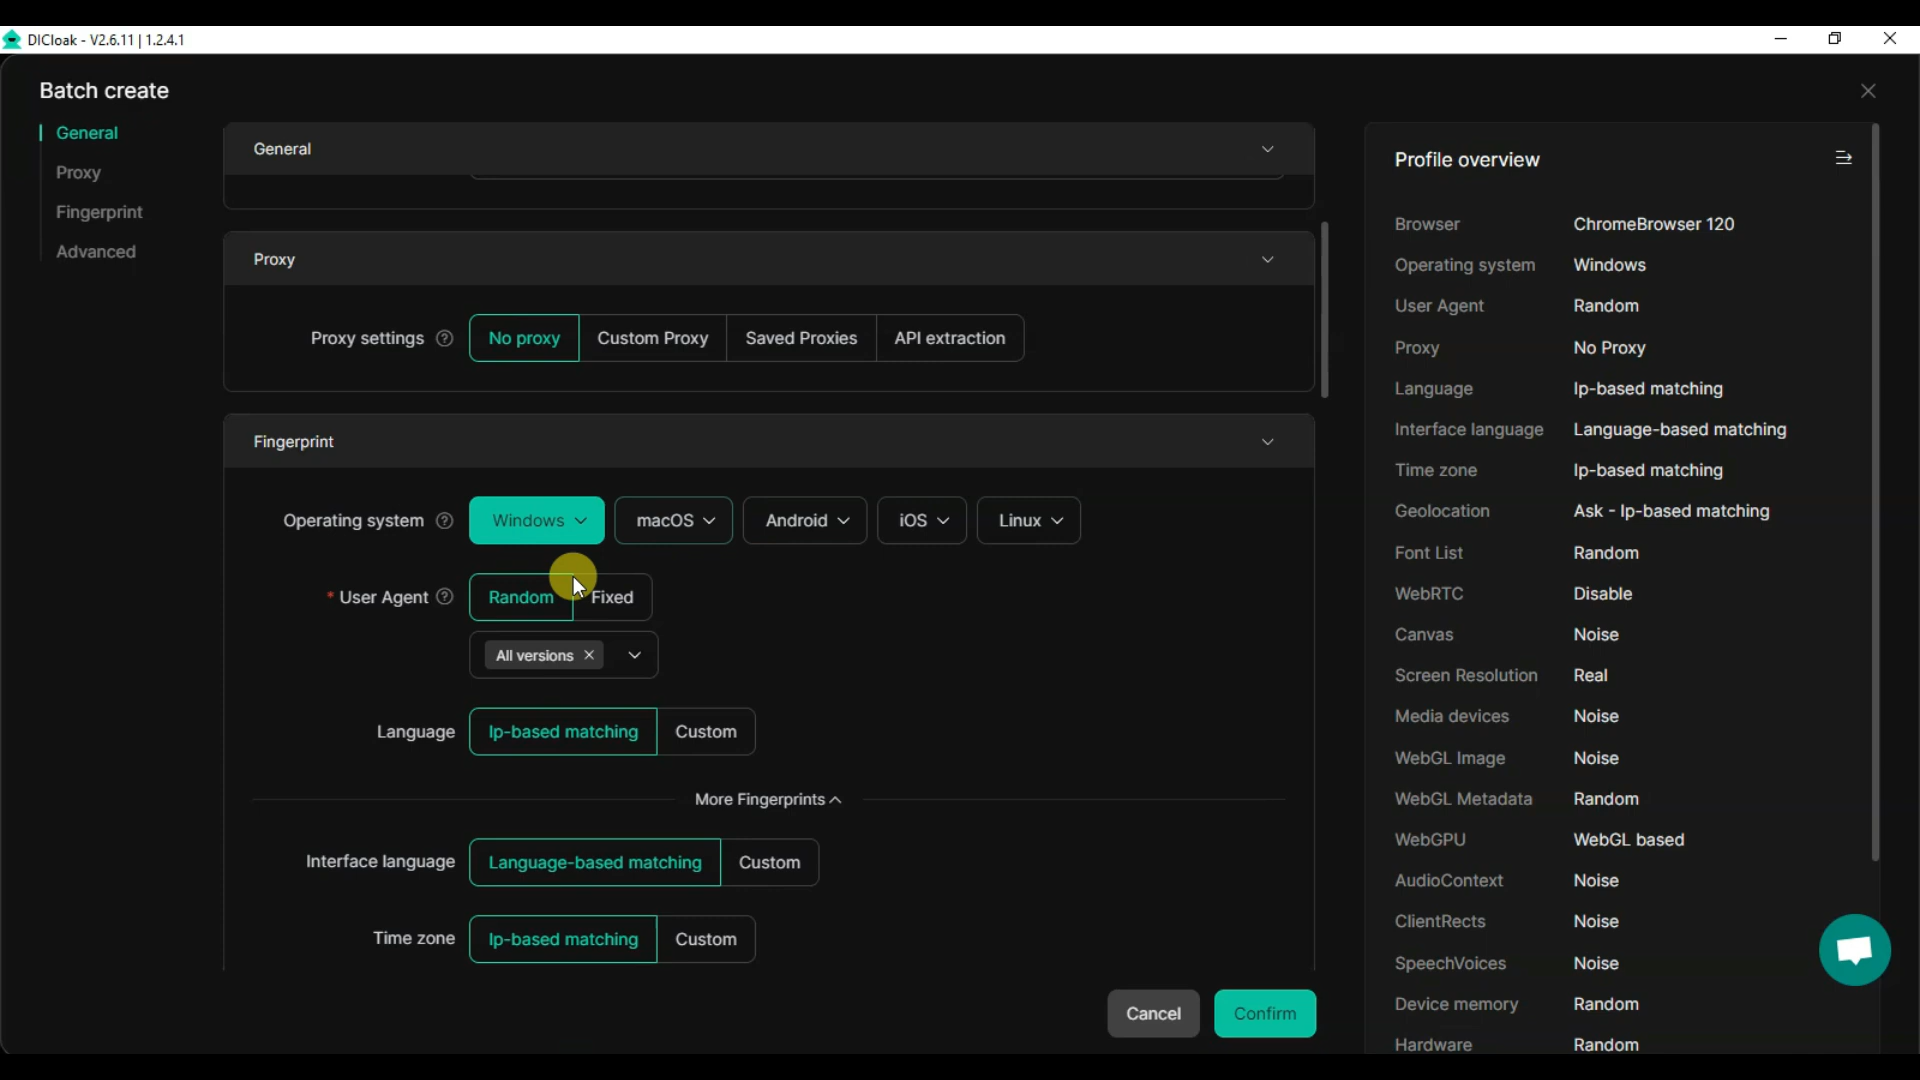 DICloak - V2.6.11 | 1.2.4.1
Batch create
General
Proxy
Fingerprint
Advanced
General
Proxy
Proxy settings
No proxy
Custom Proxy
Saved Proxies
API extraction
Fingerprint
Operating system
Windows
macOS
Android
iOS
Linux
* User Agent
Random
Fixed
All versions
Language
Ip-based matching
Custom
More Fingerprints
Interface language
Language-based matching
Custom
Time zone
Ip-based matching
Custom
Cancel
Confirm
Profile overview
Browser ChromeBrowser 120
Operating system Windows
User Agent Random
Proxy No Proxy
Language Ip-based matching
Interface language Language-based matching
Time zone Ip-based matching
Geolocation Ask - Ip-based matching
Font List Random
WebRTC Disable
Canvas Noise
Screen Resolution Real
Media devices Noise
WebGL Image Noise
WebGL Metadata Random
WebGPU WebGL based
AudioContext Noise
ClientRects Noise
SpeechVoices Noise
Device memory Random
Hardware Random